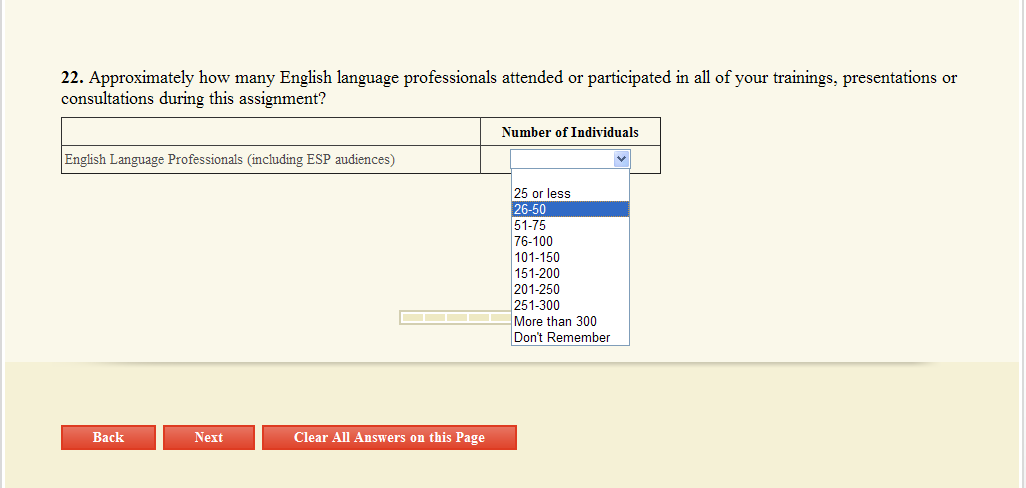 22. Approximately how many English language professionals attended or participated in all of your trainings, presentations or
consultations during this assignment?
Number of Individuals
English Language Professionals (including ESP audiences)
25 or less
26-50
51-75
76-100
101-150
151-200
201-250
251-300
More than 300
Don't Remember
Back
Next
Clear All Answers on this Page